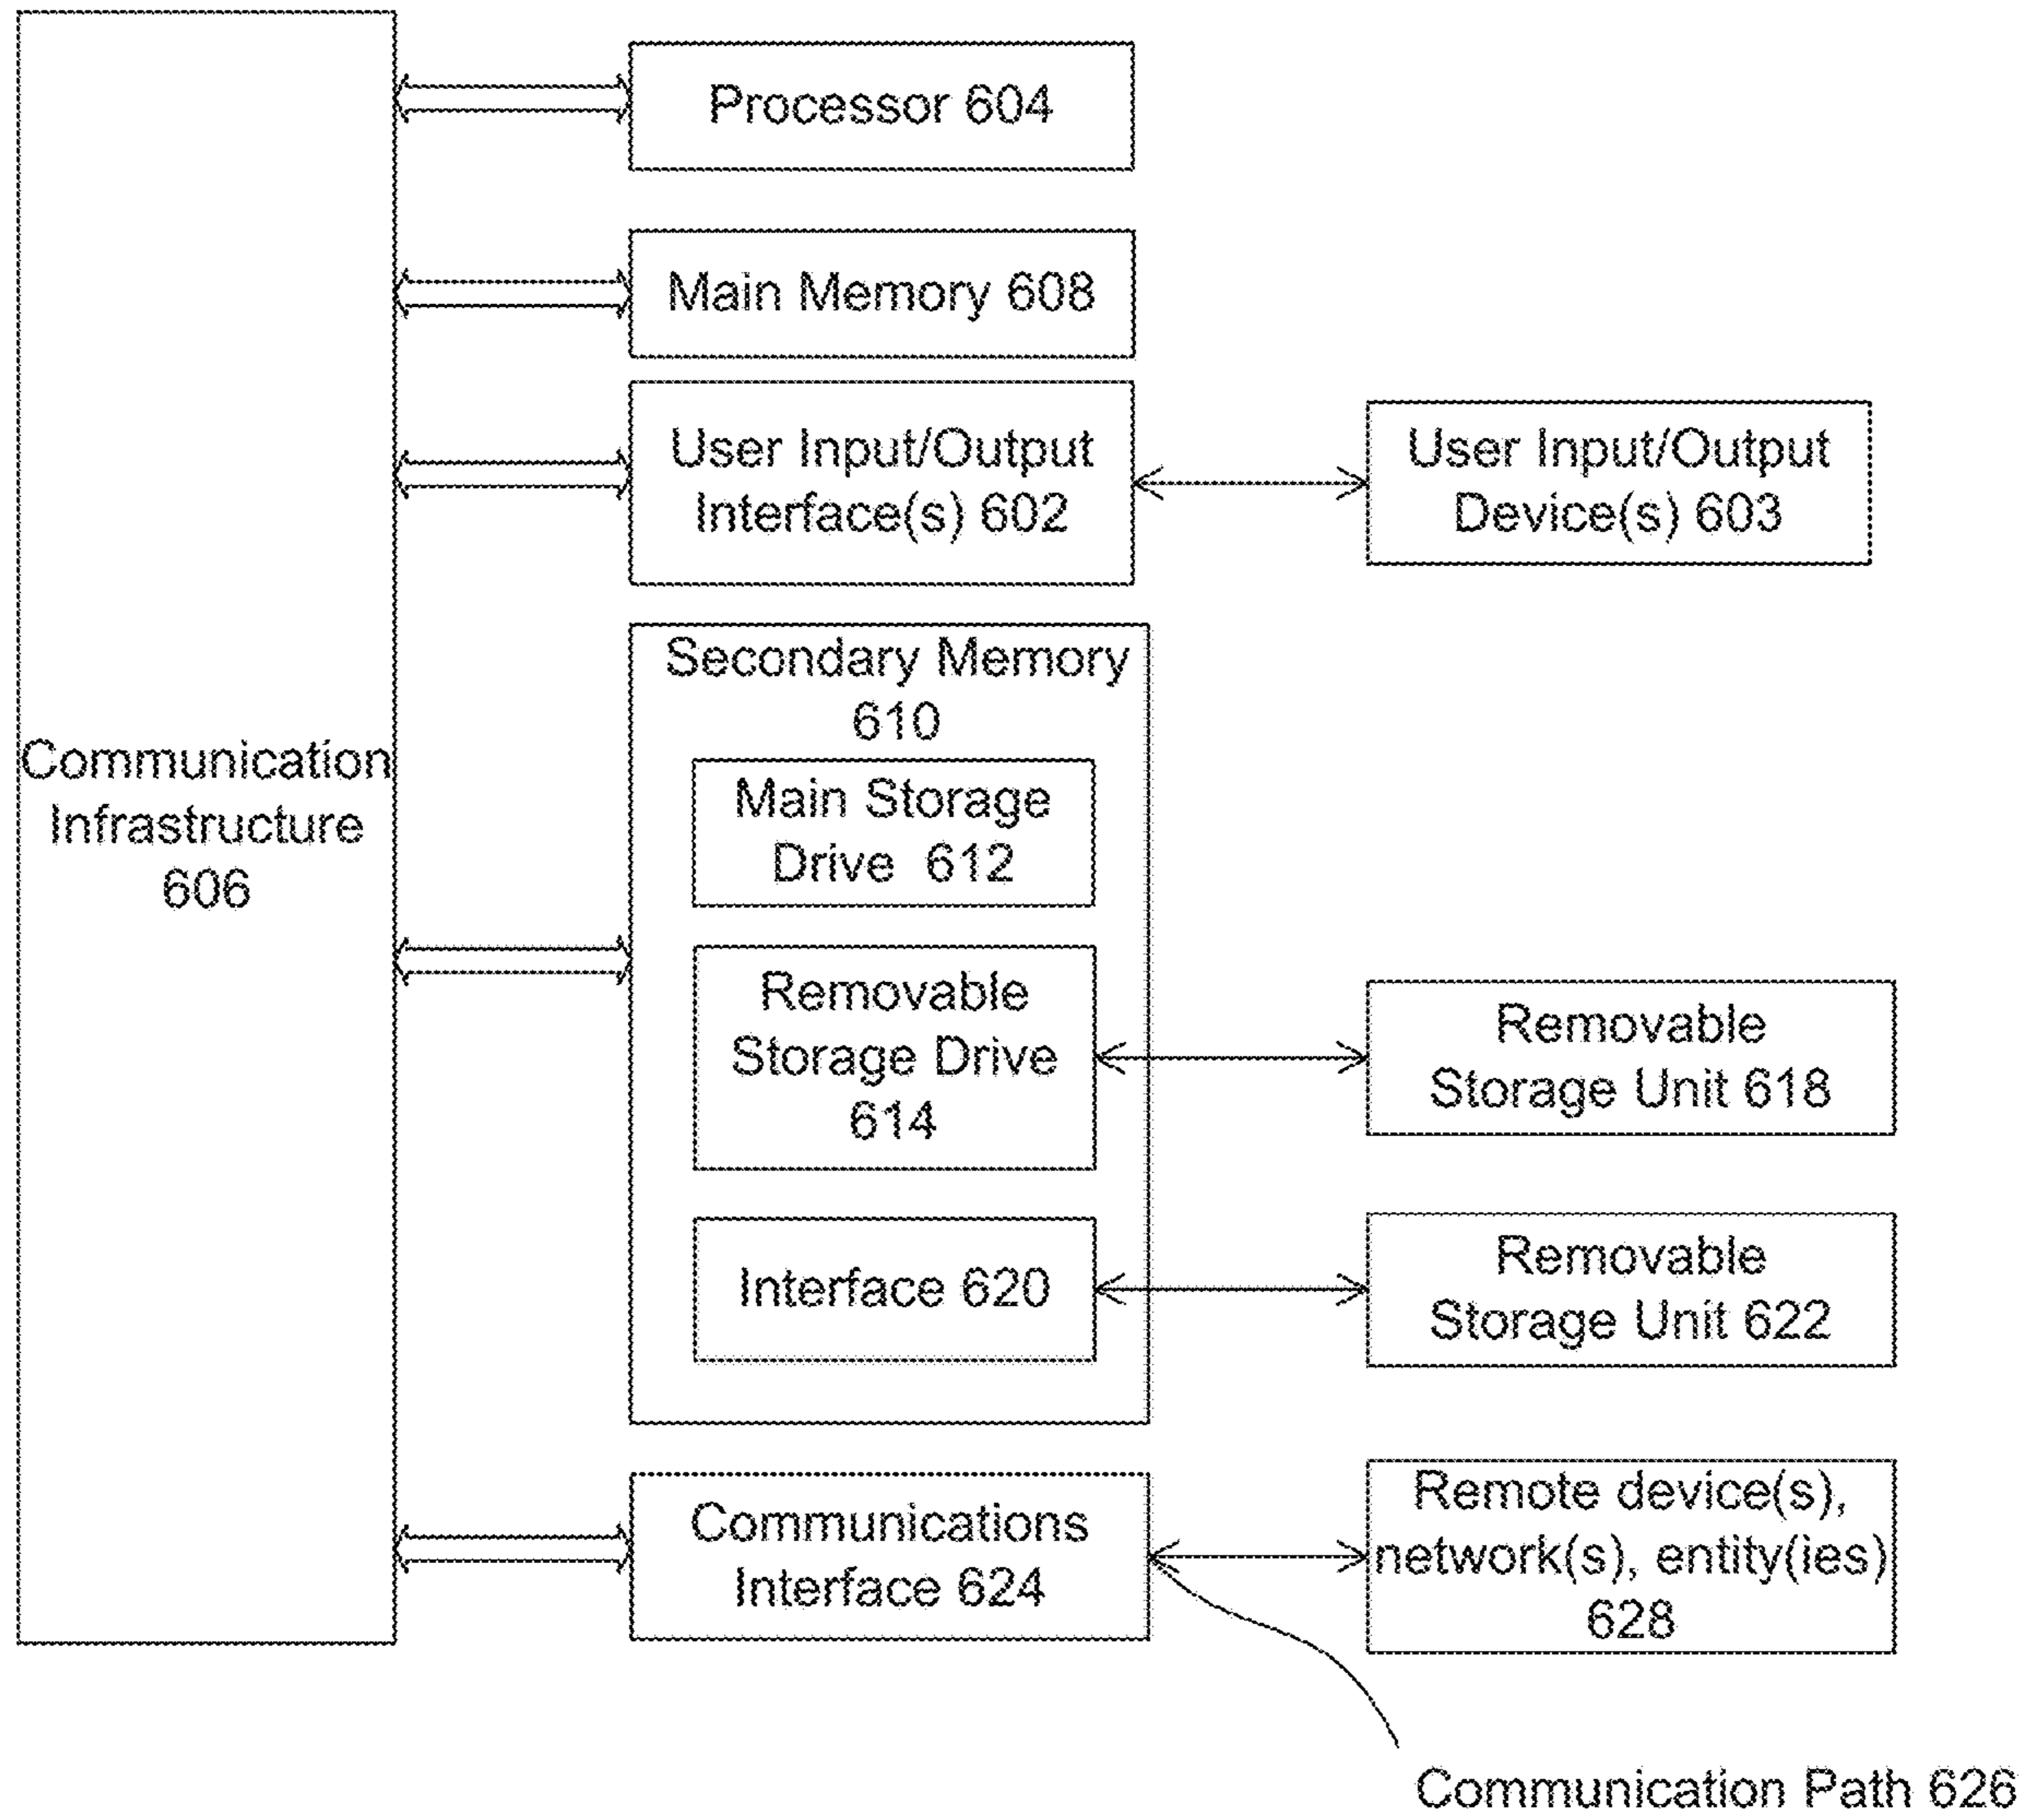 Processor 604
Main Memory 608
User Input/Output
Interface(s) 602
User Input/Output
Device(s) 603
Communication
Infrastructure
606
Secondary Memory
610
Main Storage
Drive 612
Removable
Storage Drive
614
Removable
Storage Unit 618
Interface 620
Removable
Storage Unit 622
Communications
Interface 624
Remote device(s),
network(s), entity(ies)
628
Communication Path 626